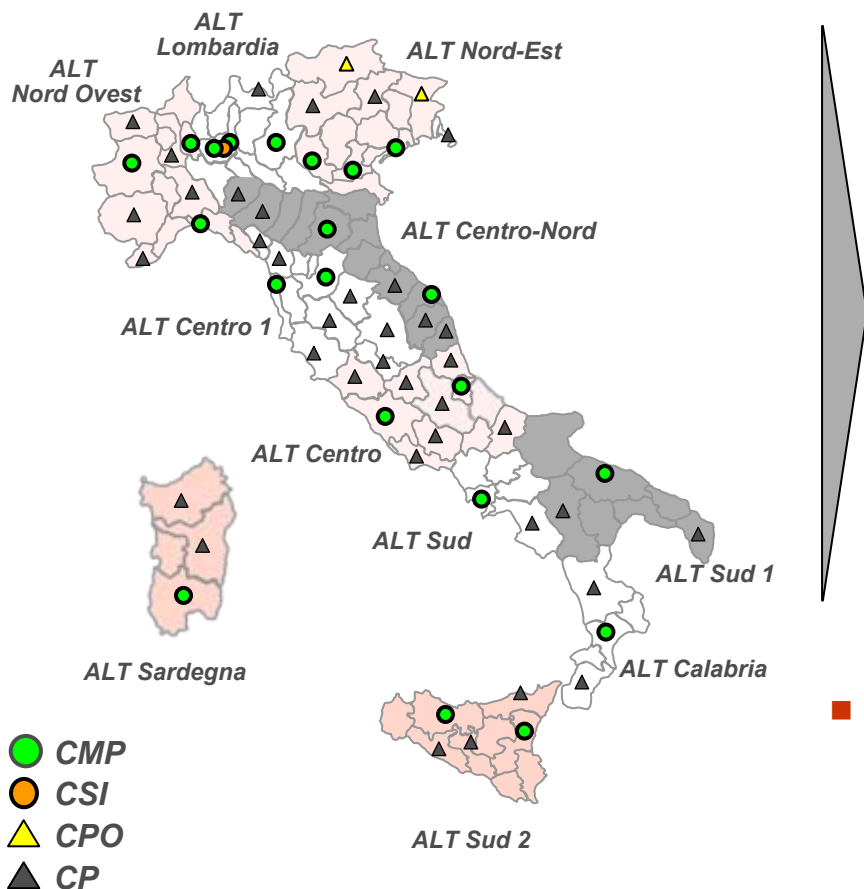 ALT
Lombardia
ALT Nord-Est
ALT
Nord Ovest
ALT Centro-Nord
ALT Centro 1
ALT Centro
ALT Sud
ALT Sud 1
ALT Sardegna
ALT Calabria
ALT Sud 2
CMP
CSI
CPO
CP